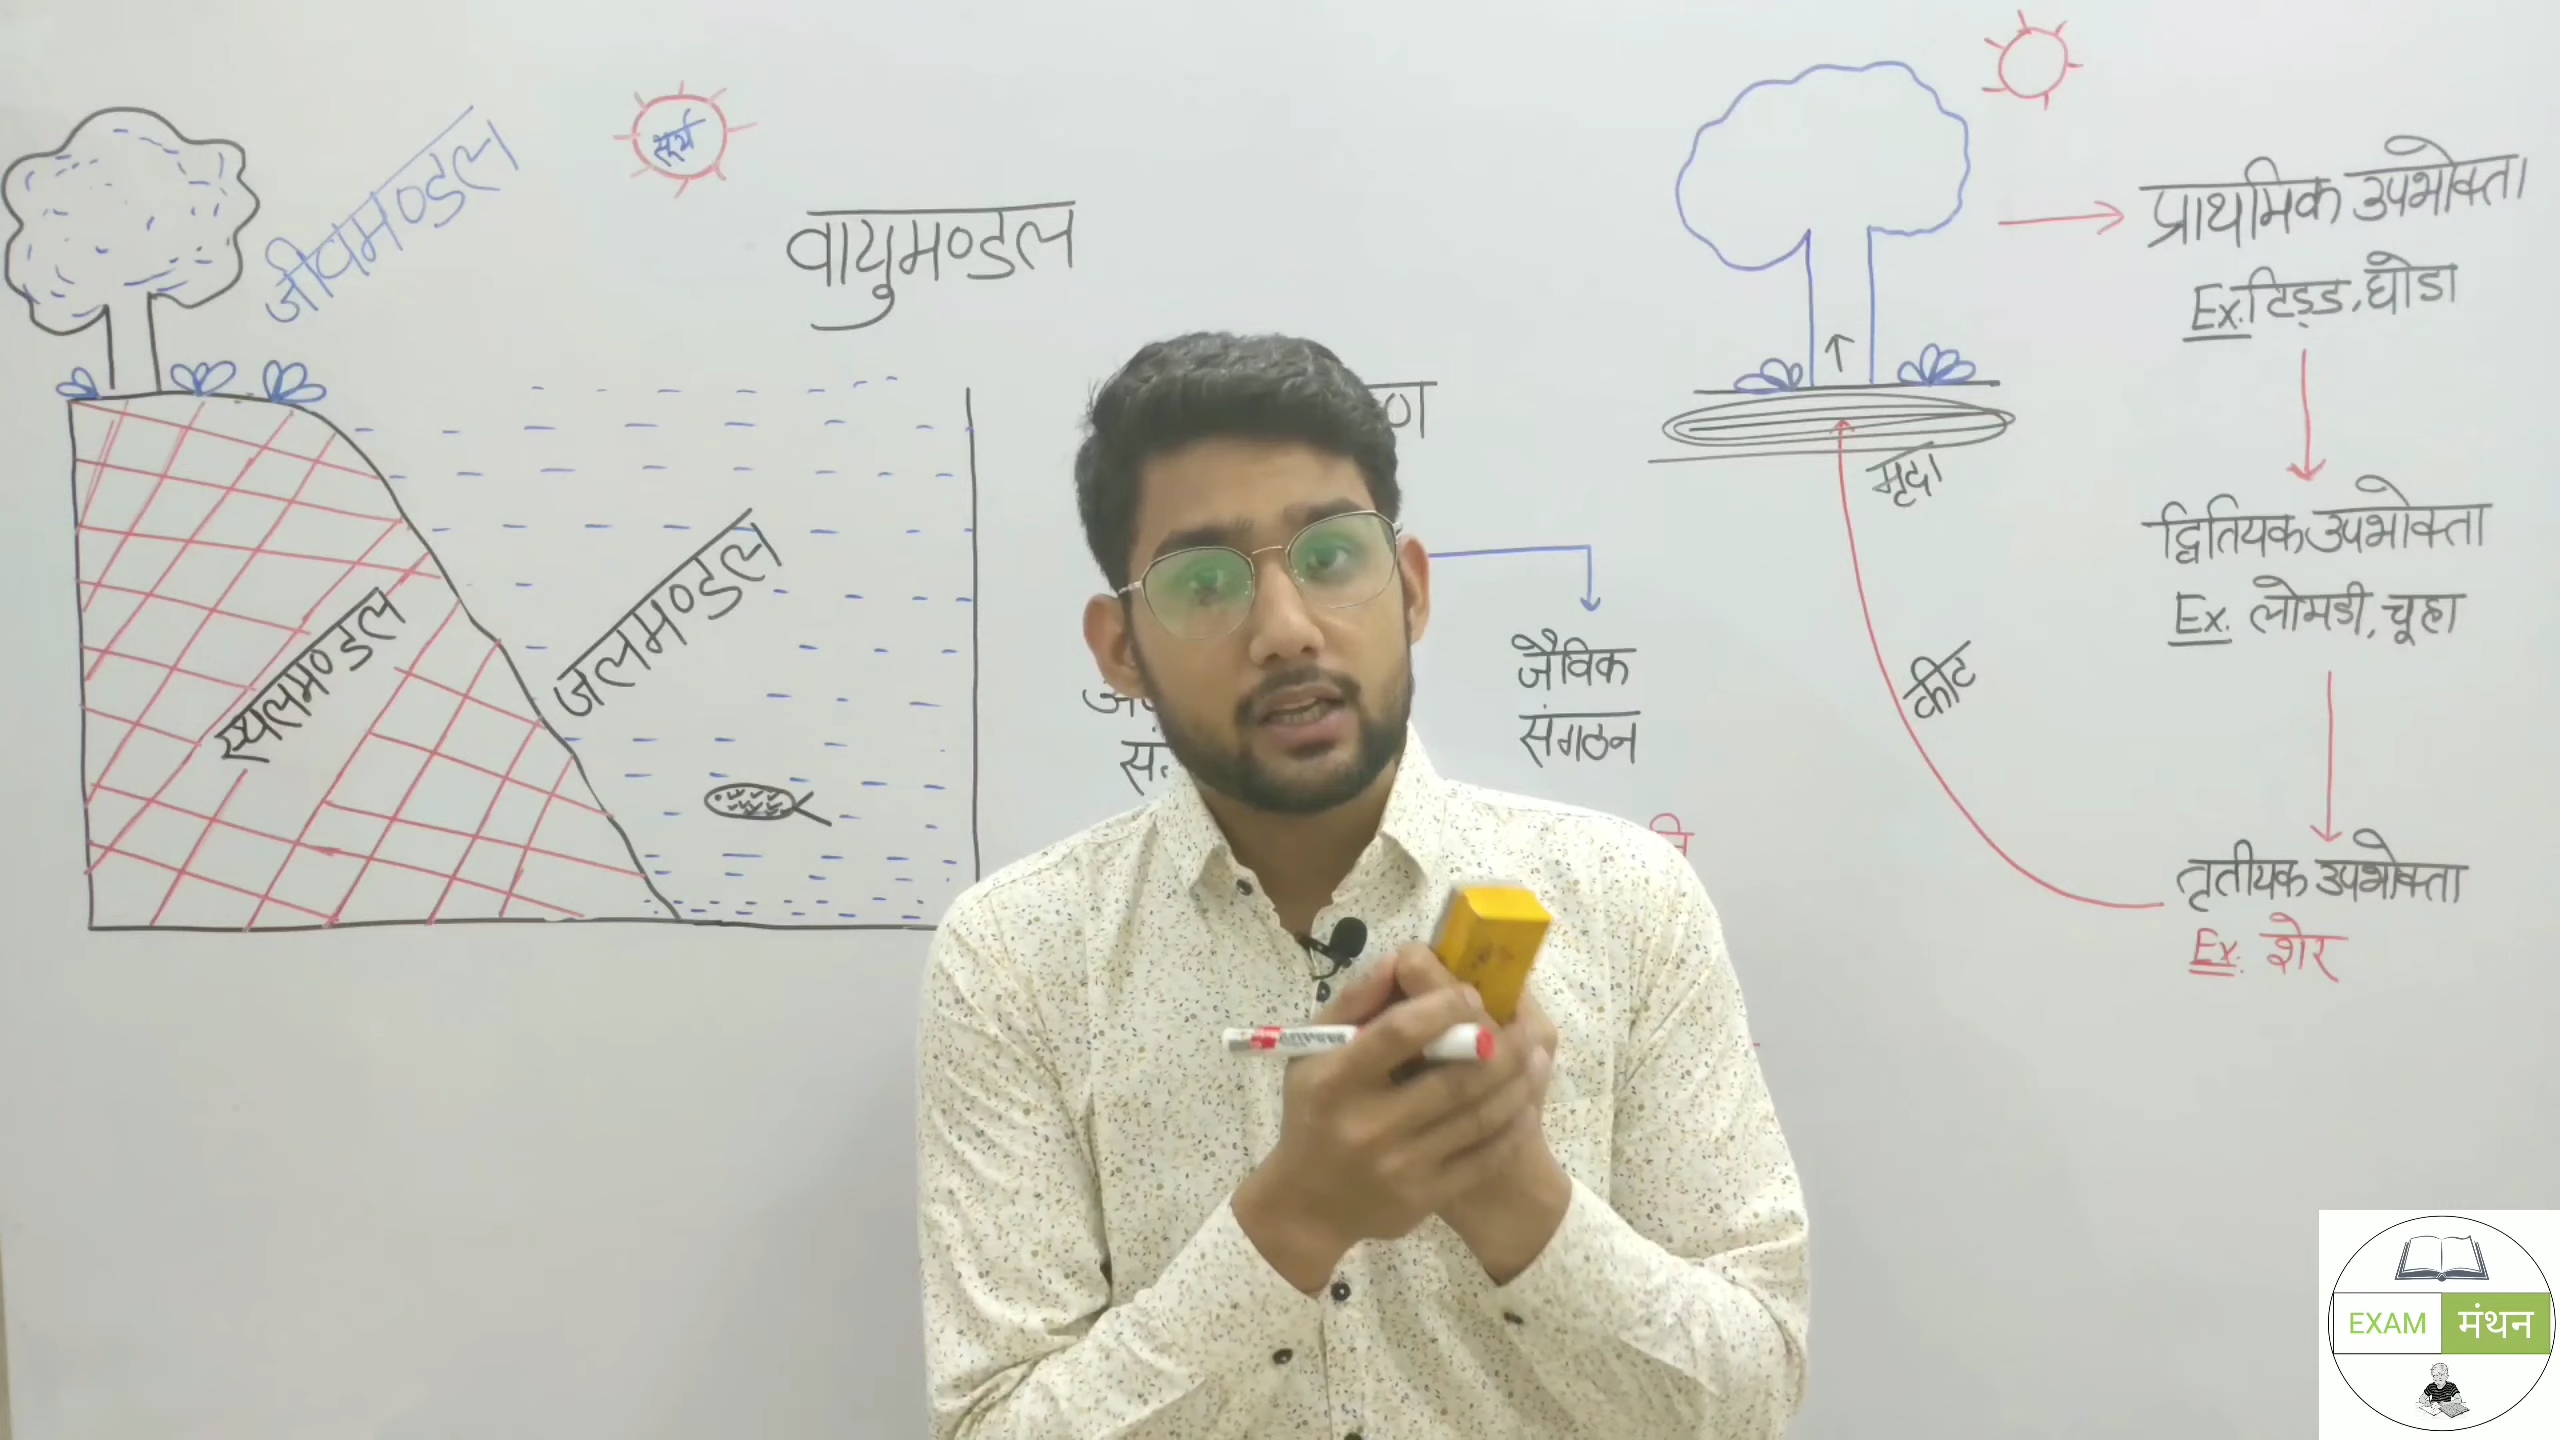 जीवमण्डल
सूर्य
वायुमण्डल
स्थलमण्डल
जलमण्डल
जैविक
संगठन
मृदा
कीट
प्राथमिक उपभोक्ता
Ex. टिड्ड, घोडा
द्वितियक उपभोक्ता
Ex. लोमडी, चूहा
तृतीयक उपभोक्ता
Ex. शेर
EXAM मंथन